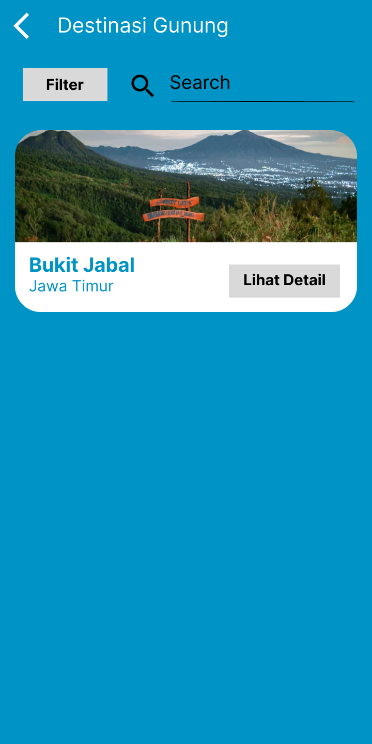 Destinasi Gunung
Filter
Search
Bukit Jabal
Jawa Timur
Lihat Detail